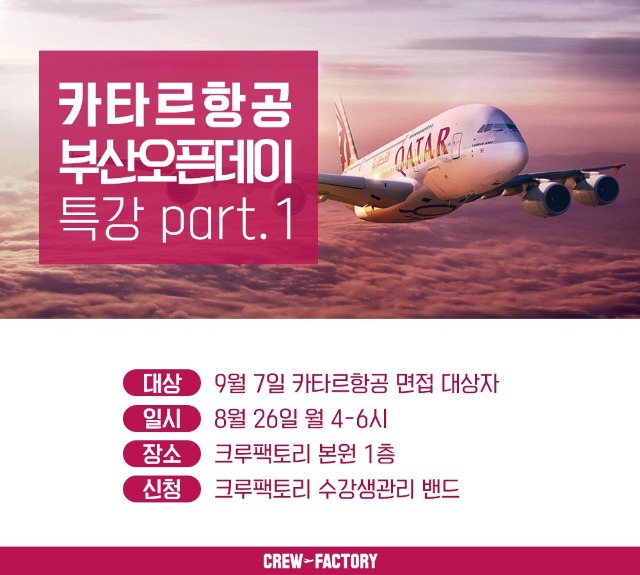 카타르항공
부산오픈데이
특강 part.1
QATAR
대상 9월 7일 카타르항공 면접 대상자
일시 8월 26일 월 4-6시
장소 크루팩토리 본원 1층
신청 크루팩토리 수강생관리 밴드
CREW FACTORY